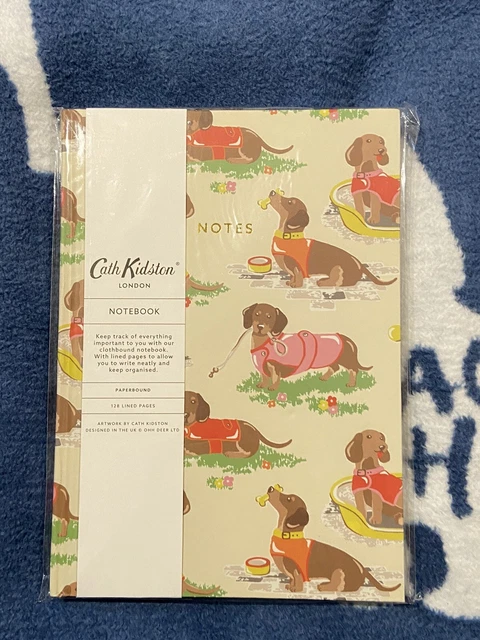 NOTES
Cath Kidston®
LONDON
NOTEBOOK
Keep track of everything
important to you with our
clothbound notebook.
With lined pages to allow
you to write neatly and
keep organised.
PAPERBOUND
128 LINED PAGES
ARTWORK BY CATH KIDSTON
DESIGNED IN THE UK © OHH DEER LTD